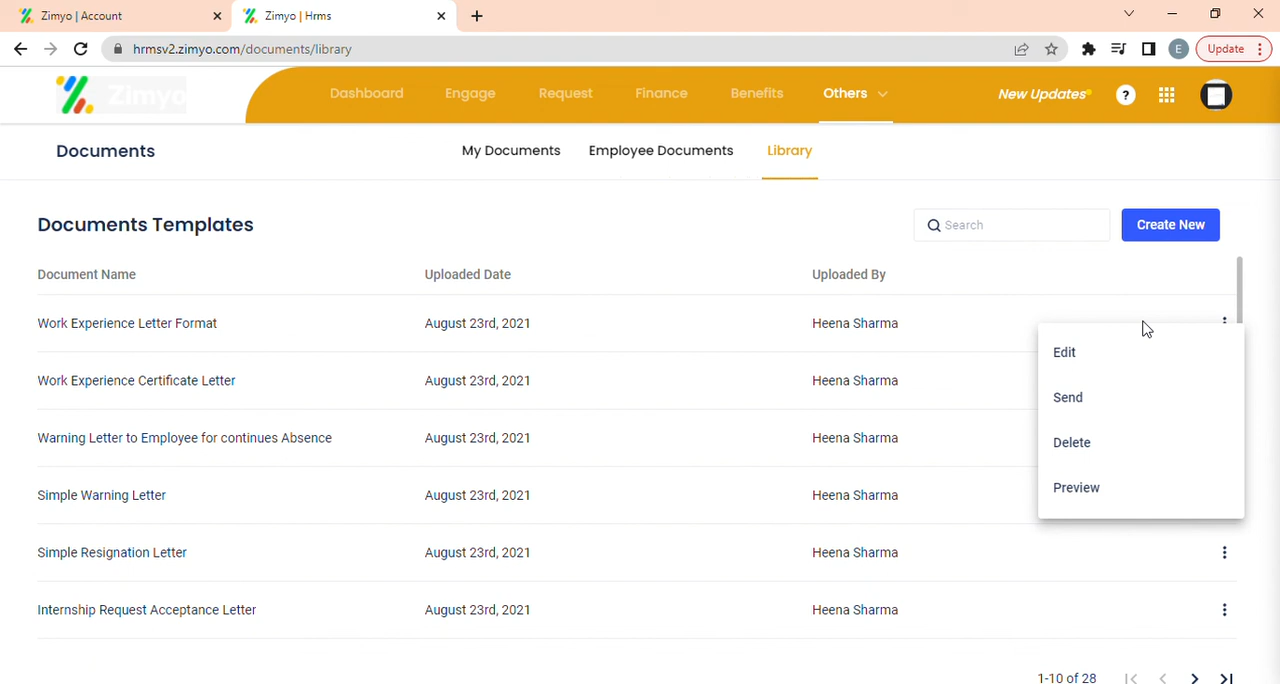 Zimyo | Account
Zimyo | Hrms
hrmsv2.zimyo.com/documents/library
E
Update
Zimyo
Dashboard
Engage
Request
Finance
Benefits
Others
New Updates
?
Documents
My Documents
Employee Documents
Library
Documents Templates
Search
Create New
Document Name
Uploaded Date
Uploaded By
Work Experience Letter Format
August 23rd, 2021
Heena Sharma
Edit
Work Experience Certificate Letter
August 23rd, 2021
Heena Sharma
Send
Warning Letter to Employee for continues Absence
August 23rd, 2021
Heena Sharma
Delete
Simple Warning Letter
August 23rd, 2021
Heena Sharma
Preview
Simple Resignation Letter
August 23rd, 2021
Heena Sharma
Internship Request Acceptance Letter
August 23rd, 2021
Heena Sharma
1-10 of 28